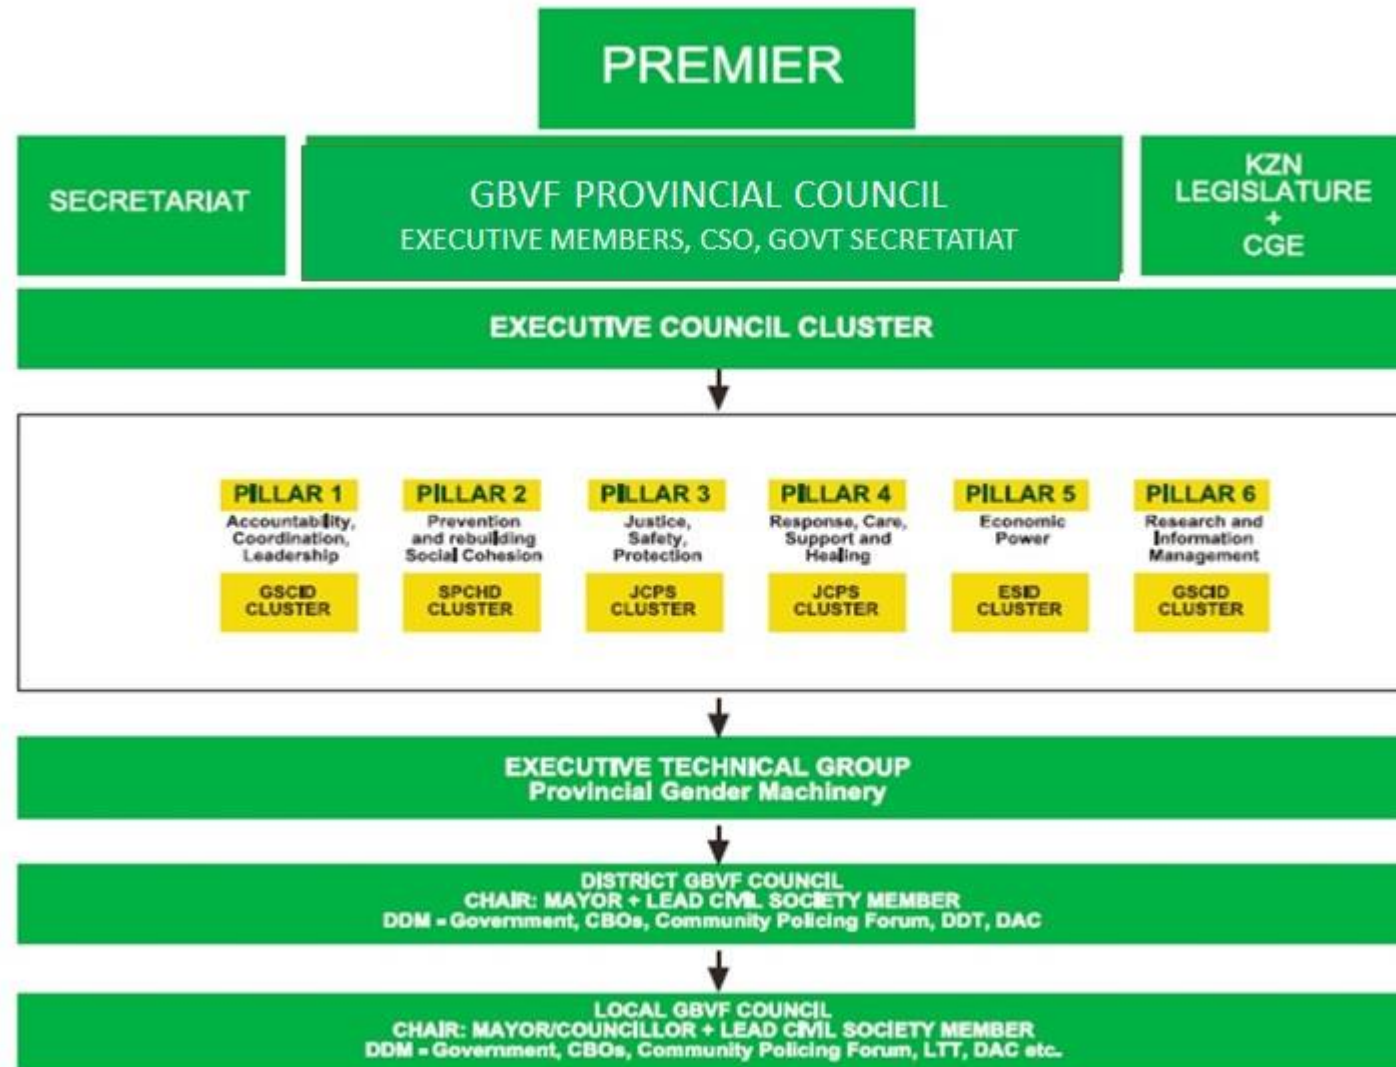 PREMIER
SECRETARIAT
GBVF PROVINCIAL COUNCIL
EXECUTIVE MEMBERS, CSO, GOVT SECRETATIAT
KZN
LEGISLATURE
+
CGE
EXECUTIVE COUNCIL CLUSTER
PILLAR 1
Accountability,
Coordination,
Leadership
GSCID
CLUSTER
PILLAR 2
Prevention
and rebuilding
Social Cohesion
SPCHD
CLUSTER
PILLAR 3
Justice,
Safety,
Protection
JCPS
CLUSTER
PILLAR 4
Response, Care,
Support and
Healing
JCPS
CLUSTER
PILLAR 5
Economic
Power
ESID
CLUSTER
PILLAR 6
Research and
Information
Management
GSCID
CLUSTER
EXECUTIVE TECHNICAL GROUP
Provincial Gender Machinery
DISTRICT GBVF COUNCIL
CHAIR: MAYOR + LEAD CIVIL SOCIETY MEMBER
DDM = Government, CBOs, Community Policing Forum, DDT, DAC
LOCAL GBVF COUNCIL
CHAIR: MAYOR/COUNCILLOR + LEAD CIVIL SOCIETY MEMBER
DDM = Government, CBOs, Community Policing Forum, LTT, DAC etc.